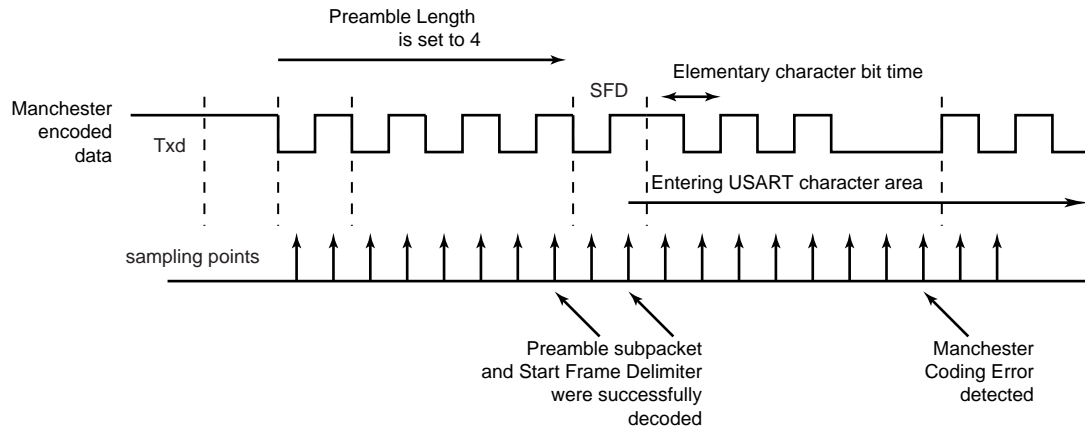 Preamble Length
is set to 4
Elementary character bit time
SFD
Manchester
encoded
data
Txd
Entering USART character area
sampling points
Preamble subpacket
and Start Frame Delimiter
were successfully
decoded
Manchester
Coding Error
detected